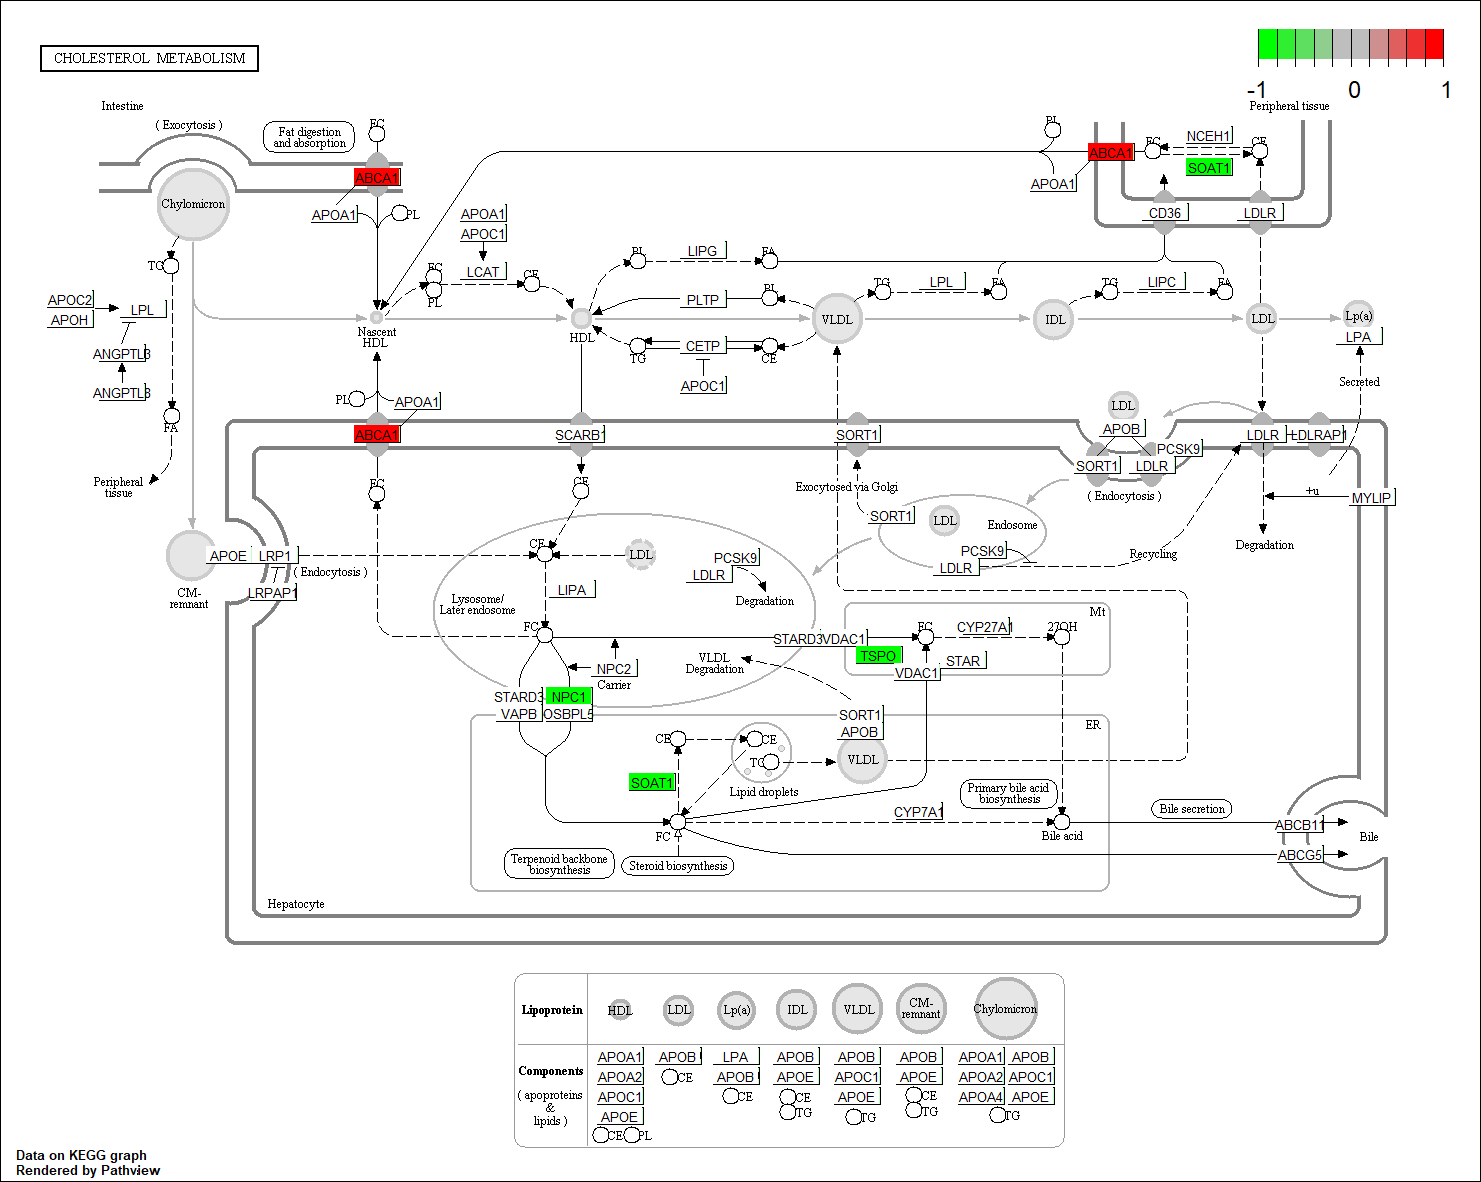 CHOLESTEROL METABOLISM
-1 0 1
Intestine
Peripheral tissue
( Exocytosis )
Fat digestion
and absorption
FC
ABCA1
APOA1
PL
Chylomicron
TG
APOC2
APOH
LPL
ANGPTL3
ANGPTL8
FA
Peripheral
tissue
APOA1
APOC1
LCAT
FC
PL
CE
Nascent
HDL
HDL
PL
LIPG
FA
PLTP
PL
TG
CETP
CE
APOC1
VLDL
TG
LPL
FA
IDL
TG
LIPC
FA
LDL
Lp(a)
LPA
PL
APOA1
ABCA1
FC
NCEH1
CE
SOAT1
CD36
LDLR
Secreted
PL
APOA1
ABCA1
FC
SCARB1
CE
SORT1
LDL
APOB
SORT1
LDLR
PCSK9
( Endocytosis )
LDLR
LDLRAP1
+u
MYLIP
Degradation
Exocytosed via Golgi
SORT1
LDL
Endosome
PCSK9
LDLR
Recycling
APOE
LRP1
( Endocytosis )
LRPAP1
CM-
remnant
CE
LDL
LIPA
PCSK9
LDLR
Degradation
Lysosome/
Later endosome
FC
NPC2
Carrier
STARD3
NPC1
VAPB
OSBPL5
STARD3
VDAC1
TSPO
FC
CYP27A1
27OH
Mt
STAR
VDAC1
VLDL
Degradation
SORT1
APOB
VLDL
ER
CE
CE
TG
Lipid droplets
SOAT1
FC
CYP7A1
Primary bile acid
biosynthesis
Bile acid
Bile secretion
ABCB11
ABCG5
Bile
Terpenoid backbone
biosynthesis
Steroid biosynthesis
Hepatocyte
Lipoprotein
HDL
LDL
Lp(a)
IDL
VLDL
CM-
remnant
Chylomicron
Components
( apoproteins
&
lipids )
APOA1 APOB LPA APOB APOB APOB APOA1 APOB
APOA2 CE APOB APOE APOC1 APOE APOA2 APOC1
APOC1 CE CE APOE CE APOA4 APOE
APOE TG TG TG TG
CE PL
Data on KEGG graph
Rendered by Pathview